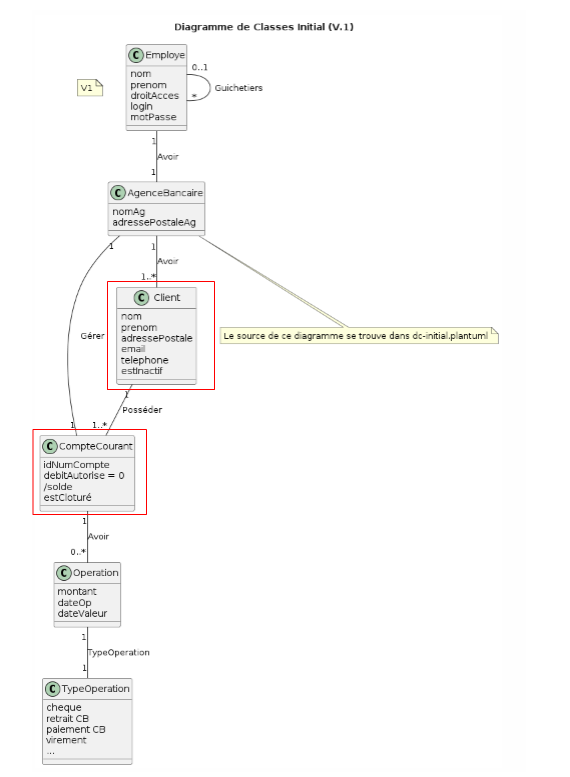 Diagramme de Classes Initial (V.1)
C Employe
nom
prenom
droitAcces
login
motPasse
0..1
*
Guichetiers
V1
1
Avoir
1
C AgenceBancaire
nomAg
adressePostaleAg
1
1
Avoir
1..*
C Client
nom
prenom
adressePostale
email
telephone
estInactif
Le source de ce diagramme se trouve dans dc-initial.plantuml
Gérer
1
Posséder
1
1..*
C CompteCourant
idNumCompte
debitAutorise = 0
/solde
estCloturé
1
Avoir
0..*
C Operation
montant
dateOp
dateValeur
1
TypeOperation
1
C TypeOperation
cheque
retrait CB
paiement CB
virement
...